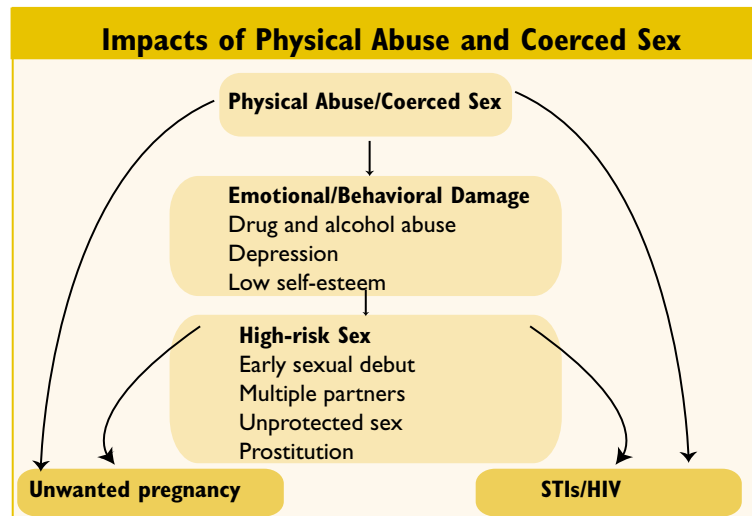 Impacts of Physical Abuse and Coerced Sex
Physical Abuse/Coerced Sex
Emotional/Behavioral Damage
Drug and alcohol abuse
Depression
Low self-esteem
High-risk Sex
Early sexual debut
Multiple partners
Unprotected sex
Prostitution
Unwanted pregnancy
STIs/HIV